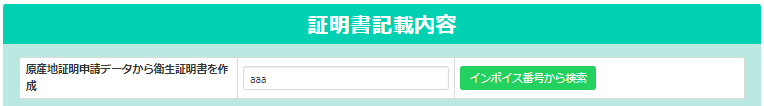 証明書記載内容
原産地証明申請データから衛生証明書を作
成
aaa
インボイス番号から検索